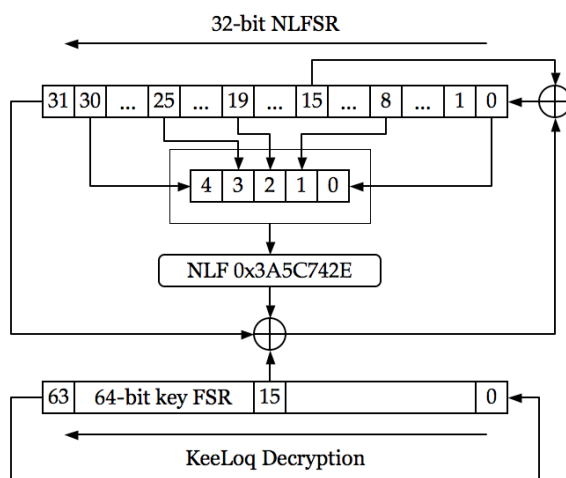 32-bit NLFSR
31 30 ... 25 ... 19 ... 15 ... 8 ... 1 0
4 3 2 1 0
NLF 0x3A5C742E
63 64-bit key FSR 15 0
KeeLoq Decryption